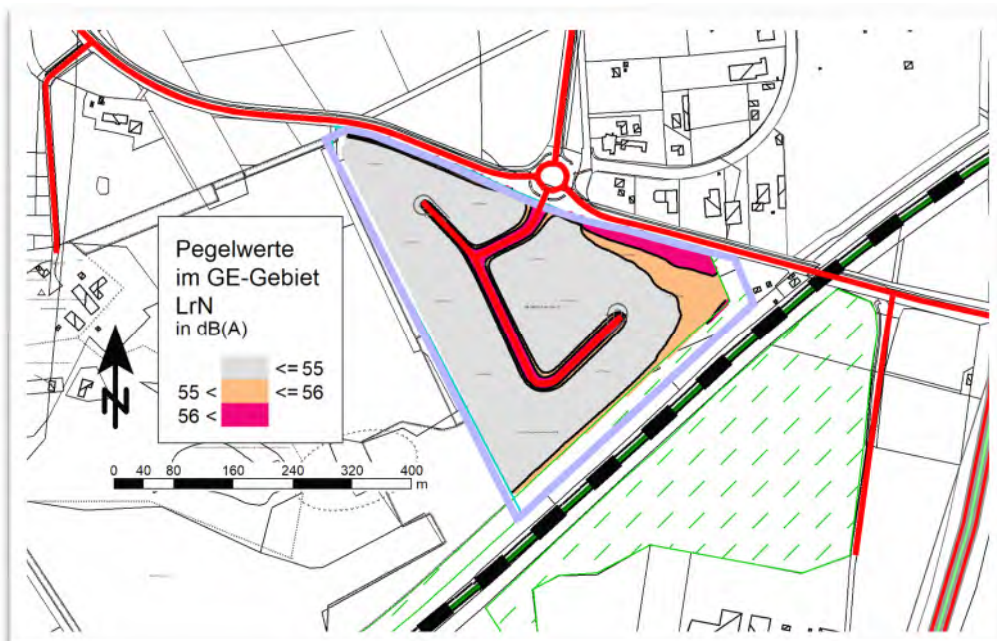 Pegelwerte
im GE-Gebiet
LrN
in dB(A)
<= 55
55 < <= 56
56 <
N
0 40 80 160 240 320 400
m